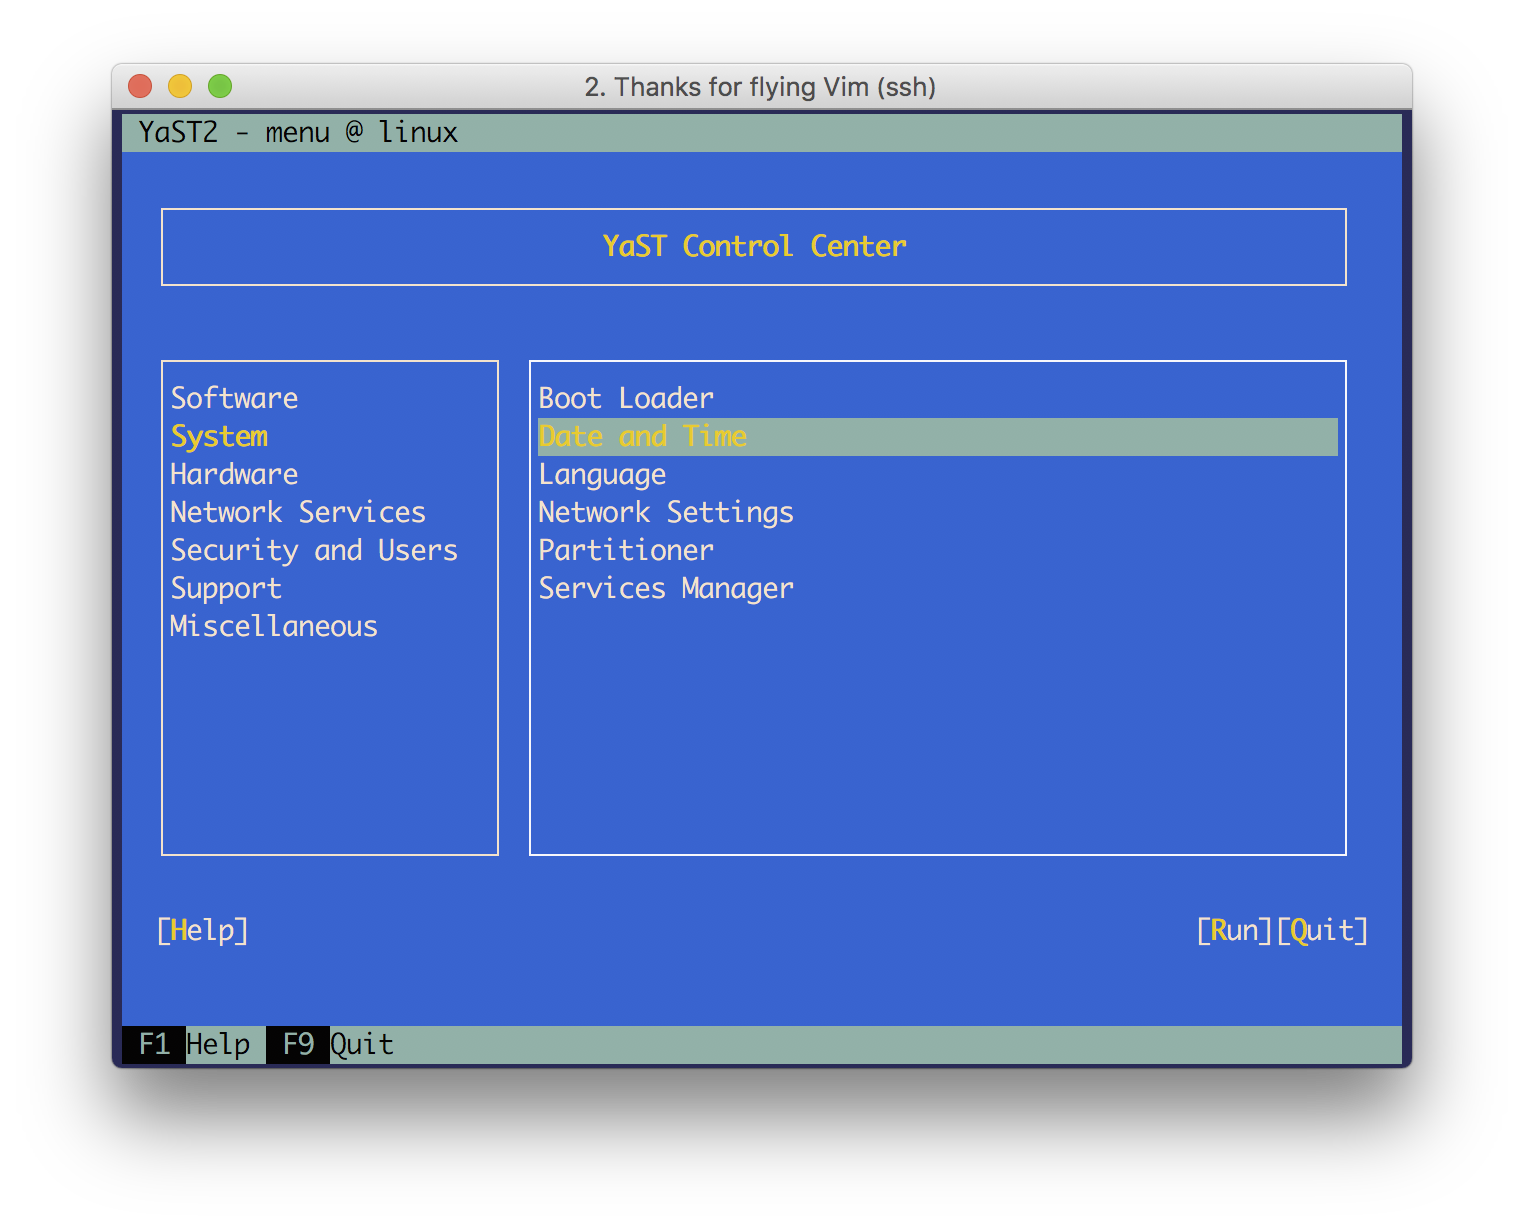 2. Thanks for flying Vim (ssh)
YaST2 - menu @ linux
YaST Control Center
Software
System
Hardware
Network Services
Security and Users
Support
Miscellaneous
Boot Loader
Date and Time
Language
Network Settings
Partitioner
Services Manager
[Help] [Run][Quit]
F1 Help F9 Quit